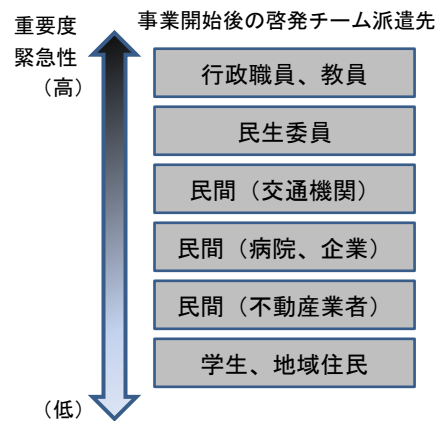 重要度
緊急性
（高）
事業開始後の啓発チーム派遣先
行政職員、教員
民生委員
民間（交通機関）
民間（病院、企業）
民間（不動産業者）
学生、地域住民
（低）